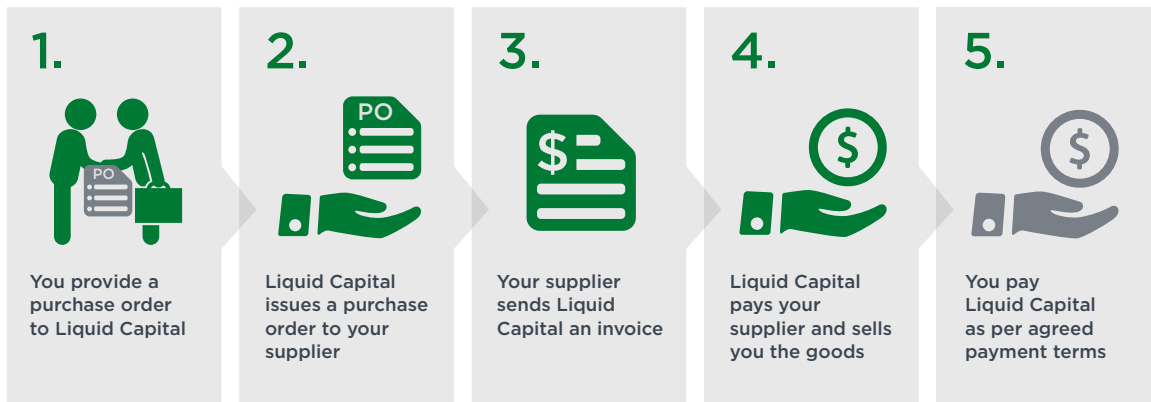 1.
PO
You provide a
purchase order
to Liquid Capital
2.
PO
Liquid Capital
issues a purchase
order to your
supplier
3.
$
Your supplier
sends Liquid
Capital an invoice
4.
$
Liquid Capital
pays your
supplier and sells
you the goods
5.
$
You pay
Liquid Capital
as per agreed
payment terms